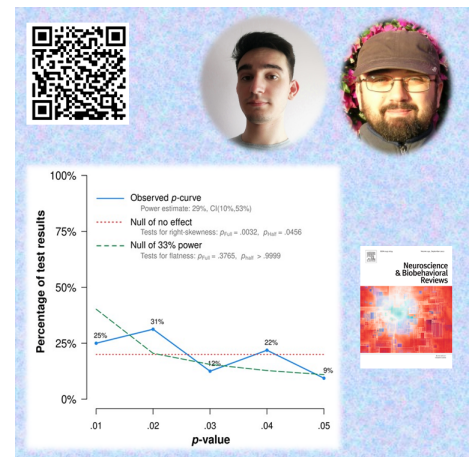 100%
75%
50%
25%
0%
Percentage of test results
Observed p-curve
Power estimate: 29%, CI(10%,53%)
Null of no effect
Tests for right-skewness: pFull = .0032, pHalf = .0456
Null of 33% power
Tests for flatness: pFull = .3765, pHalf > .9999
25%
31%
12%
22%
9%
.01
.02
.03
.04
.05
p-value
Neuroscience
& Biobehavioral
Reviews